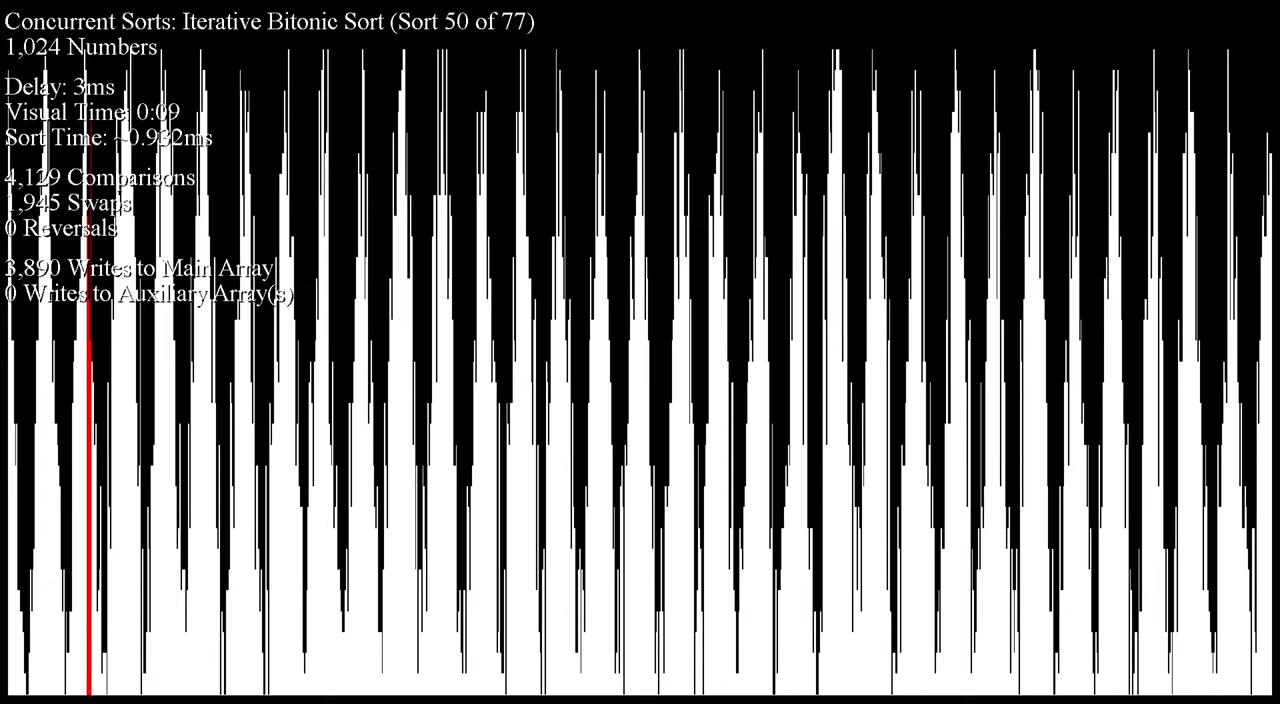 Concurrent Sorts: Iterative Bitonic Sort (Sort 50 of 77)
1,024 Numbers
Delay: 3ms
Visual Time: 0:09
Sort Time: ~0.932ms
4,129 Comparisons
1,945 Swaps
0 Reversals
3,890 Writes to Main Array
0 Writes to Auxiliary Array(s)